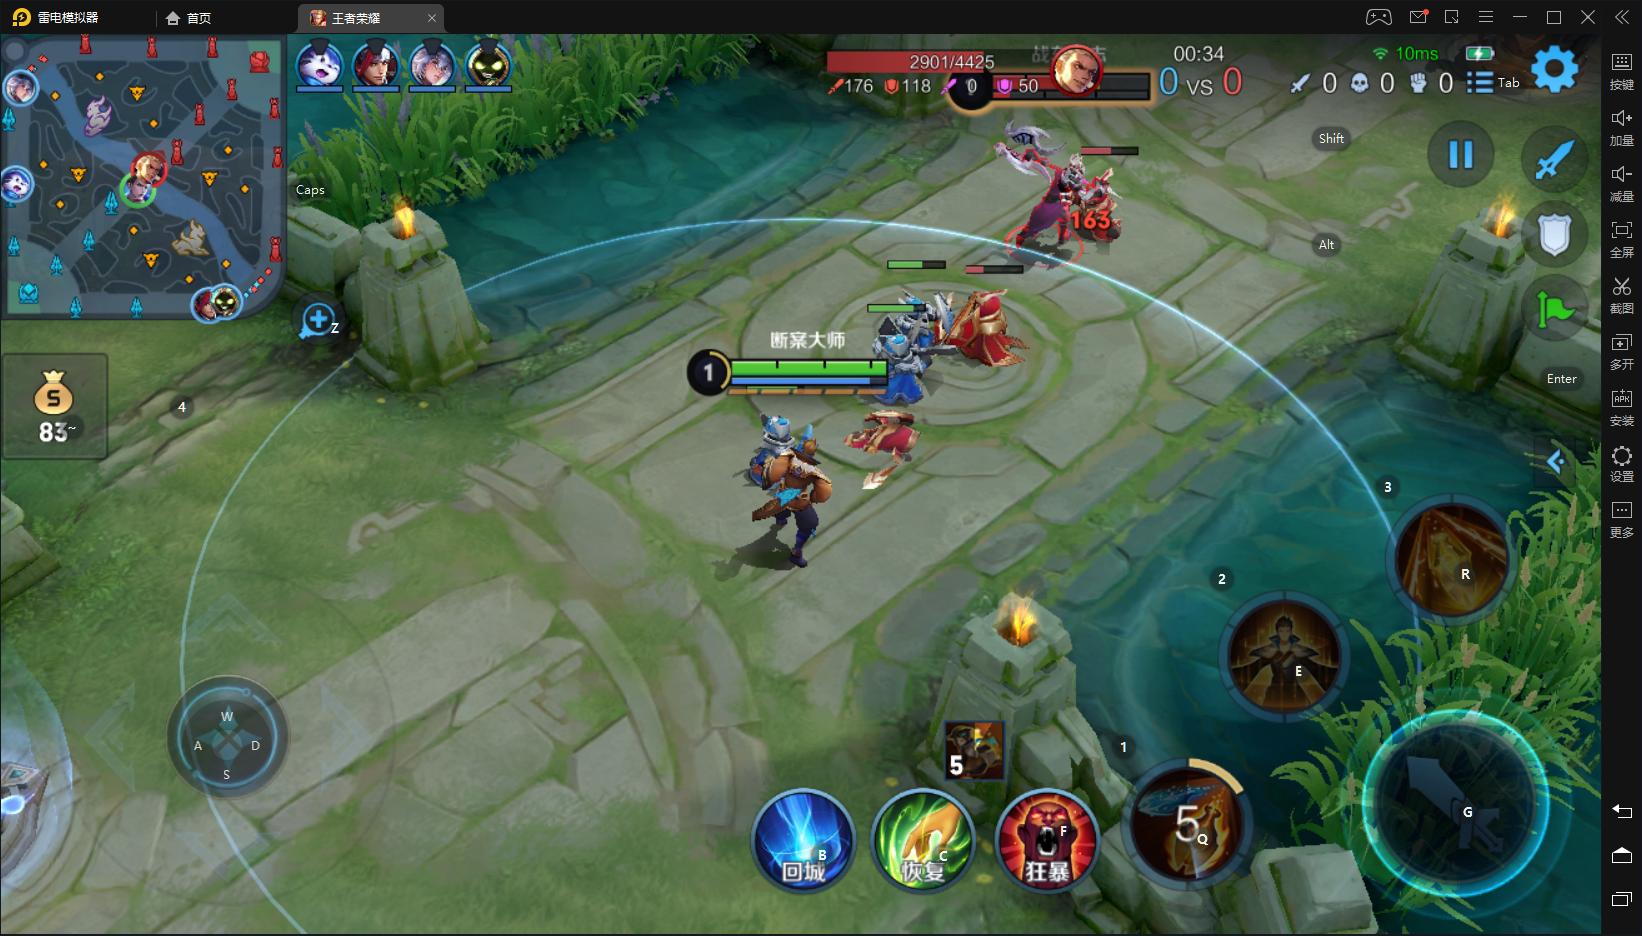 雷电模拟器
首页
王者荣耀
2901/4425
176
118
0
50
00:34
0 VS 0
10ms
0
0
0
Tab
Shift
Caps
Alt
Z
Enter
断案大师
1
163
S
83~
4
3
R
2
E
W
A
D
S
1
5
5
Q
G
B
回城
C
恢复
F
狂暴
按键
加量
减量
全屏
截图
多开
APK
安装
设置
更多